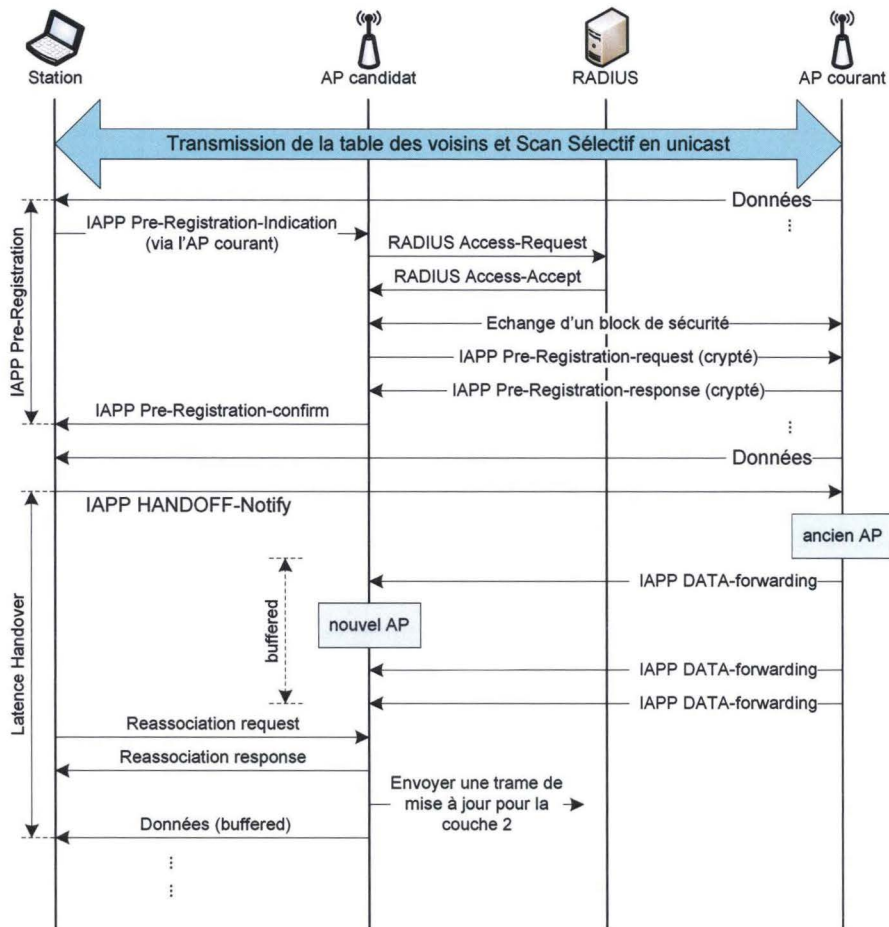 Station
AP candidat
RADIUS
AP courant
Transmission de la table des voisins et Scan Sélectif en unicast
Données
IAPP Pre-Registration
IAPP Pre-Registration-Indication
(via l'AP courant)
RADIUS Access-Request
RADIUS Access-Accept
Echange d'un block de sécurité
IAPP Pre-Registration-request (crypté)
IAPP Pre-Registration-response (crypté)
IAPP Pre-Registration-confirm
Données
Latence Handover
IAPP HANDOFF-Notify
ancien AP
buffered
IAPP DATA-forwarding
nouvel AP
IAPP DATA-forwarding
IAPP DATA-forwarding
Reassociation request
Reassociation response
Envoyer une trame de
mise à jour pour la
couche 2
Données (buffered)